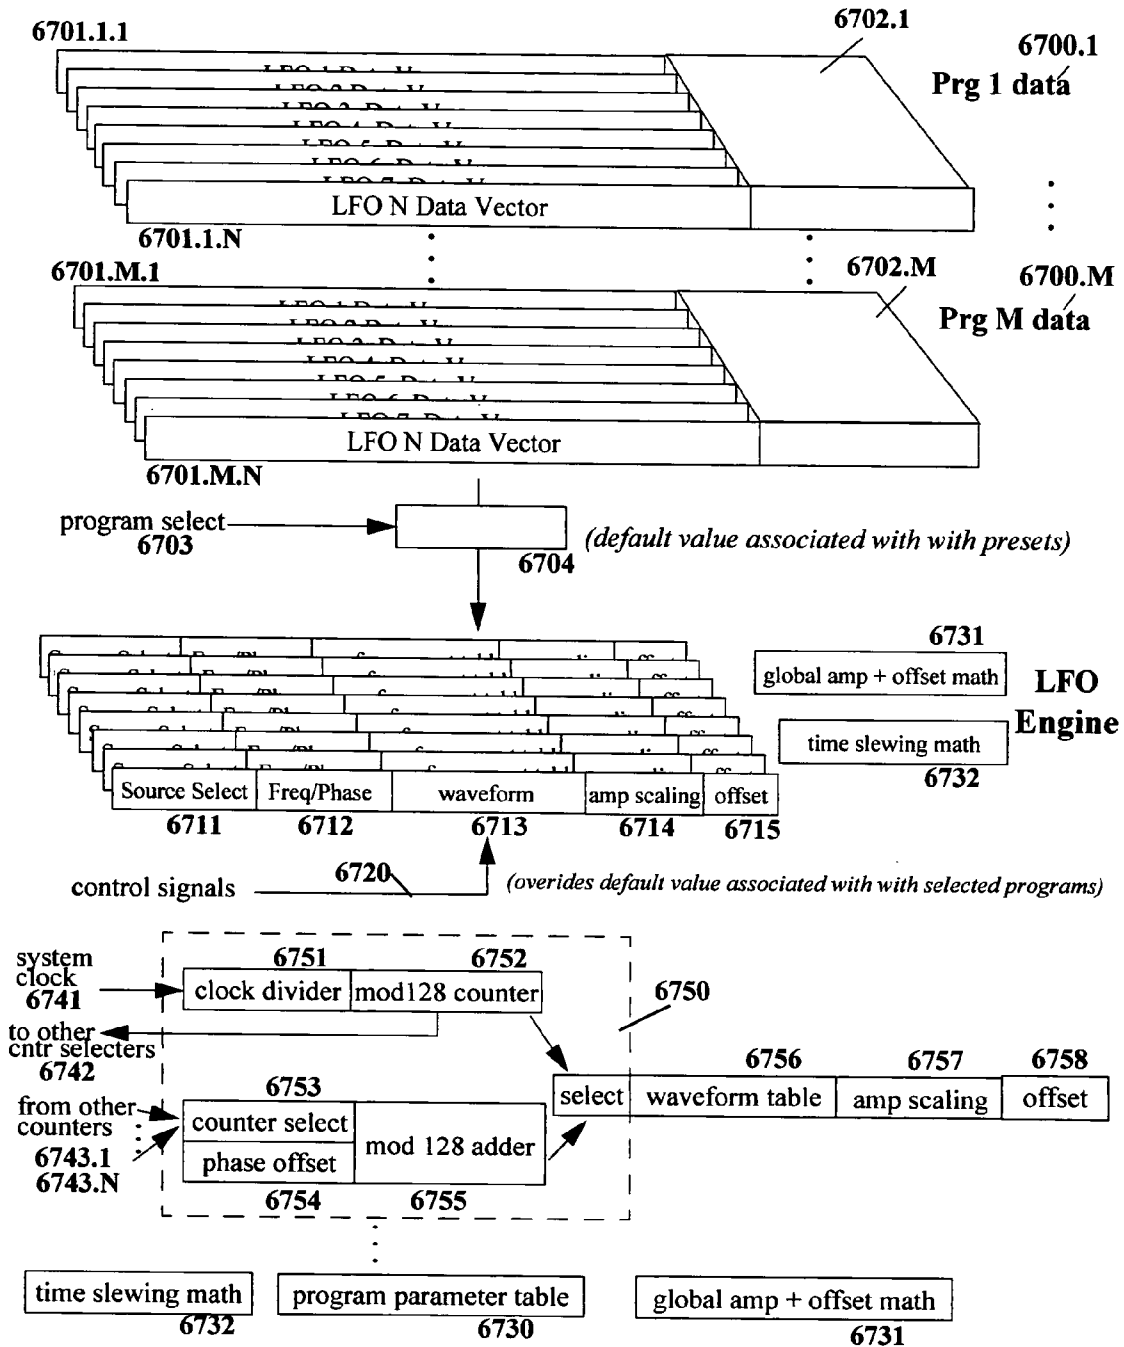 6701.1.1
6702.1
6700.1
Prg 1 data
LFO N Data Vector
6701.1.N
6701.M.1
6702.M
6700.M
Prg M data
LFO N Data Vector
6701.M.N
program select
6703
6704
(default value associated with with presets)
6731
global amp + offset math
LFO
Engine
time slewing math
6732
Source Select Freq/Phase waveform amp scaling offset
6711 6712 6713 6714 6715
control signals
6720
(overides default value associated with with selected programs)
system
clock
6741
6751 6752
clock divider mod128 counter
6750
to other
cntr selecters
6742
6753
from other
counters
6743.1
6743.N
counter select
phase offset
mod 128 adder
6754 6755
6756 6757 6758
select waveform table amp scaling offset
time slewing math
6732
program parameter table
6730
global amp + offset math
6731